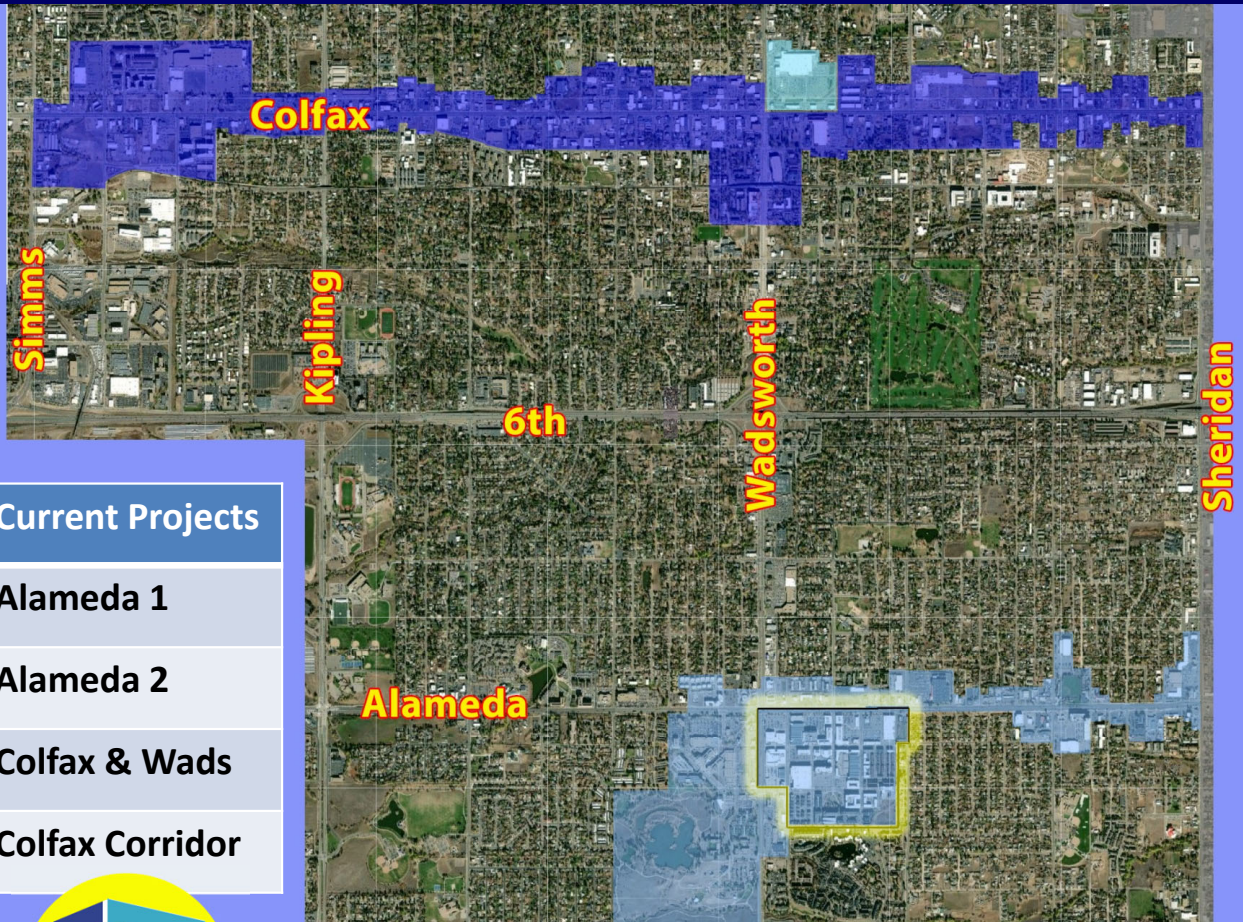 Colfax
Simms
Kipling
Wadsworth
6th
Sheridan
Alameda
Current Projects
Alameda 1
Alameda 2
Colfax & Wads
Colfax Corridor